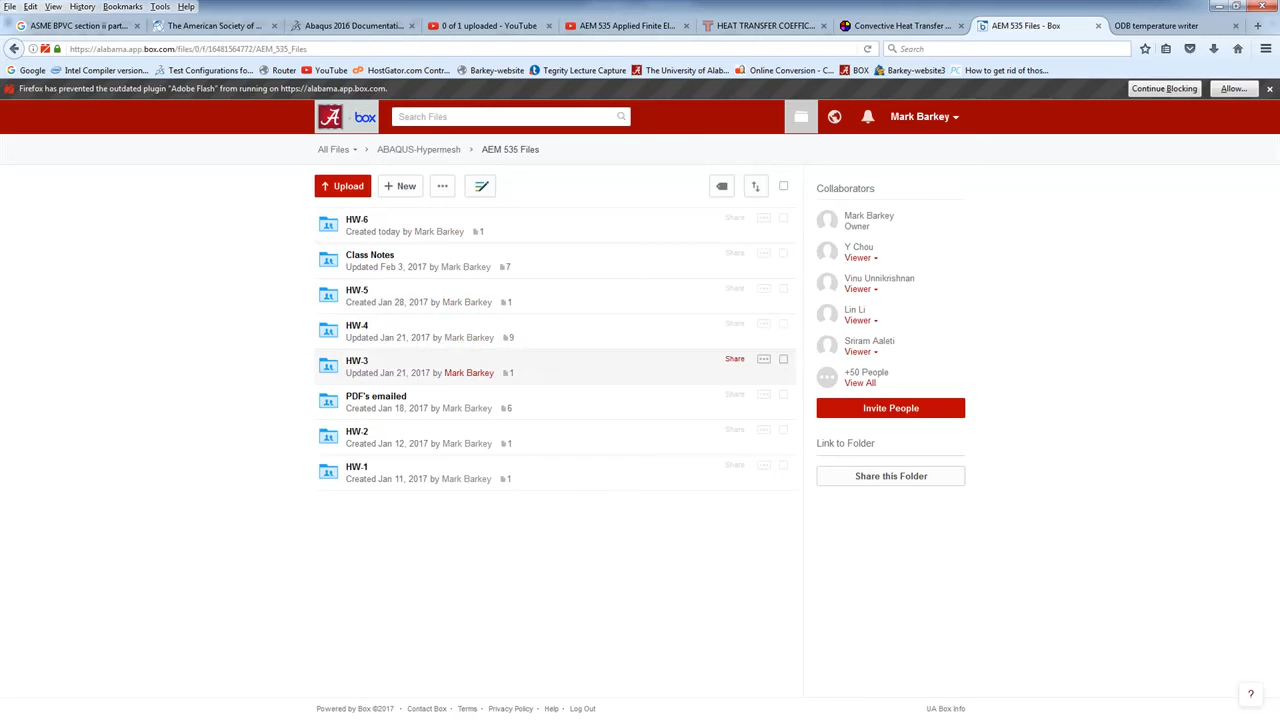 File Edit View History Bookmarks Tools Help
ASME BPVC section ii part... The American Society of ... Abaqus 2016 Documentati... 0 of 1 uploaded - YouTube AEM 535 Applied Finite El... HEAT TRANSFER COEFFIC... Convective Heat Transfer ... AEM 535 Files - Box ODB temperature writer
https://alabama.app.box.com/files/0/f/16481564772/AEM_535_Files Search
Google Intel Compiler version... Test Configurations fo... Router YouTube HostGator.com Contr... Barkey-website Tegrity Lecture Capture The University of Alab... Online Conversion - C... BOX Barkey-website3 How to get rid of thos...
Firefox has prevented the outdated plugin "Adobe Flash" from running on https://alabama.app.box.com. Continue Blocking Allow...
A box Search Files Mark Barkey
All Files › ABAQUS-Hypermesh › AEM 535 Files
Upload + New ...
HW-6 Share
Created today by Mark Barkey 1
Class Notes Share
Updated Feb 3, 2017 by Mark Barkey 7
HW-5 Share
Created Jan 28, 2017 by Mark Barkey 1
HW-4 Share
Updated Jan 21, 2017 by Mark Barkey 9
HW-3 Share
Updated Jan 21, 2017 by Mark Barkey 1
PDF's emailed Share
Created Jan 18, 2017 by Mark Barkey 6
HW-2 Share
Created Jan 12, 2017 by Mark Barkey 1
HW-1 Share
Created Jan 11, 2017 by Mark Barkey 1
Collaborators
Mark Barkey
Owner
Y Chou
Viewer
Vinu Unnikrishnan
Viewer
Lin Li
Viewer
Sriram Aaleti
Viewer
+50 People
View All
Invite People
Link to Folder
Share this Folder
?
Powered by Box ©2017 · Contact Box · Terms · Privacy Policy · Help · Log Out UA Box Info